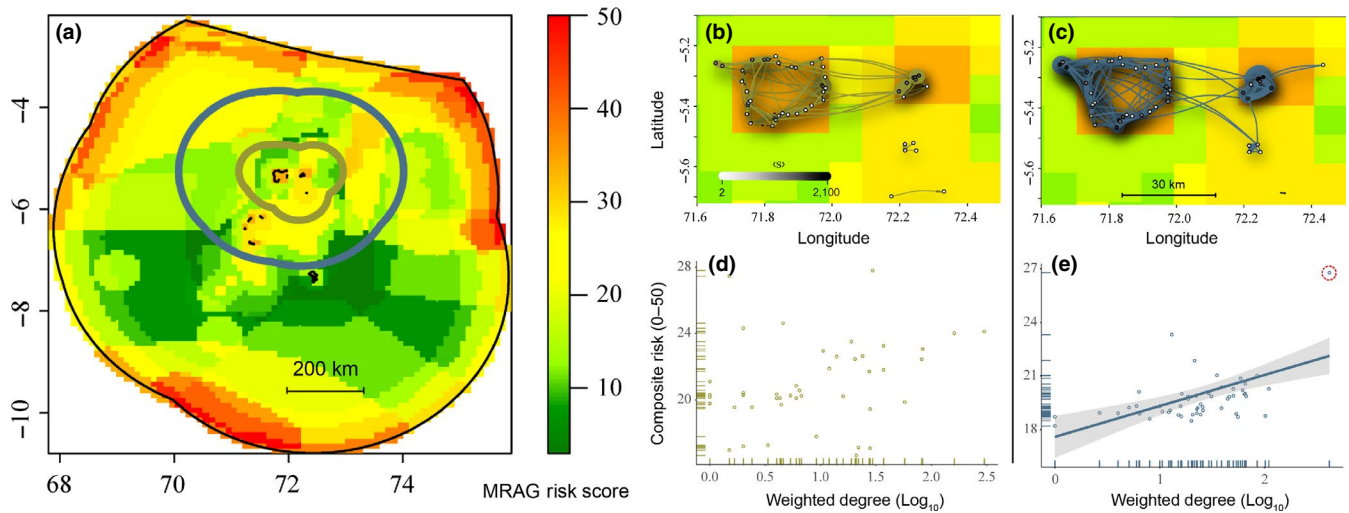 (a)
50
40
30
20
10
−4
−6
−8
−10
200 km
68 70 72 74
MRAG risk score
(b)
−5.2
−5.4
−5.6
Latitude
‹S›
2 2,100
71.6 71.8 72.0 72.2 72.4
Longitude
(c)
−5.2
−5.4
−5.6
30 km
71.6 71.8 72.0 72.2 72.4
Longitude
(d)
28
24
20
Composite risk (0–50)
0.0 0.5 1.0 1.5 2.0 2.5
Weighted degree (Log10)
(e)
27
24
21
18
0 1 2
Weighted degree (Log10)